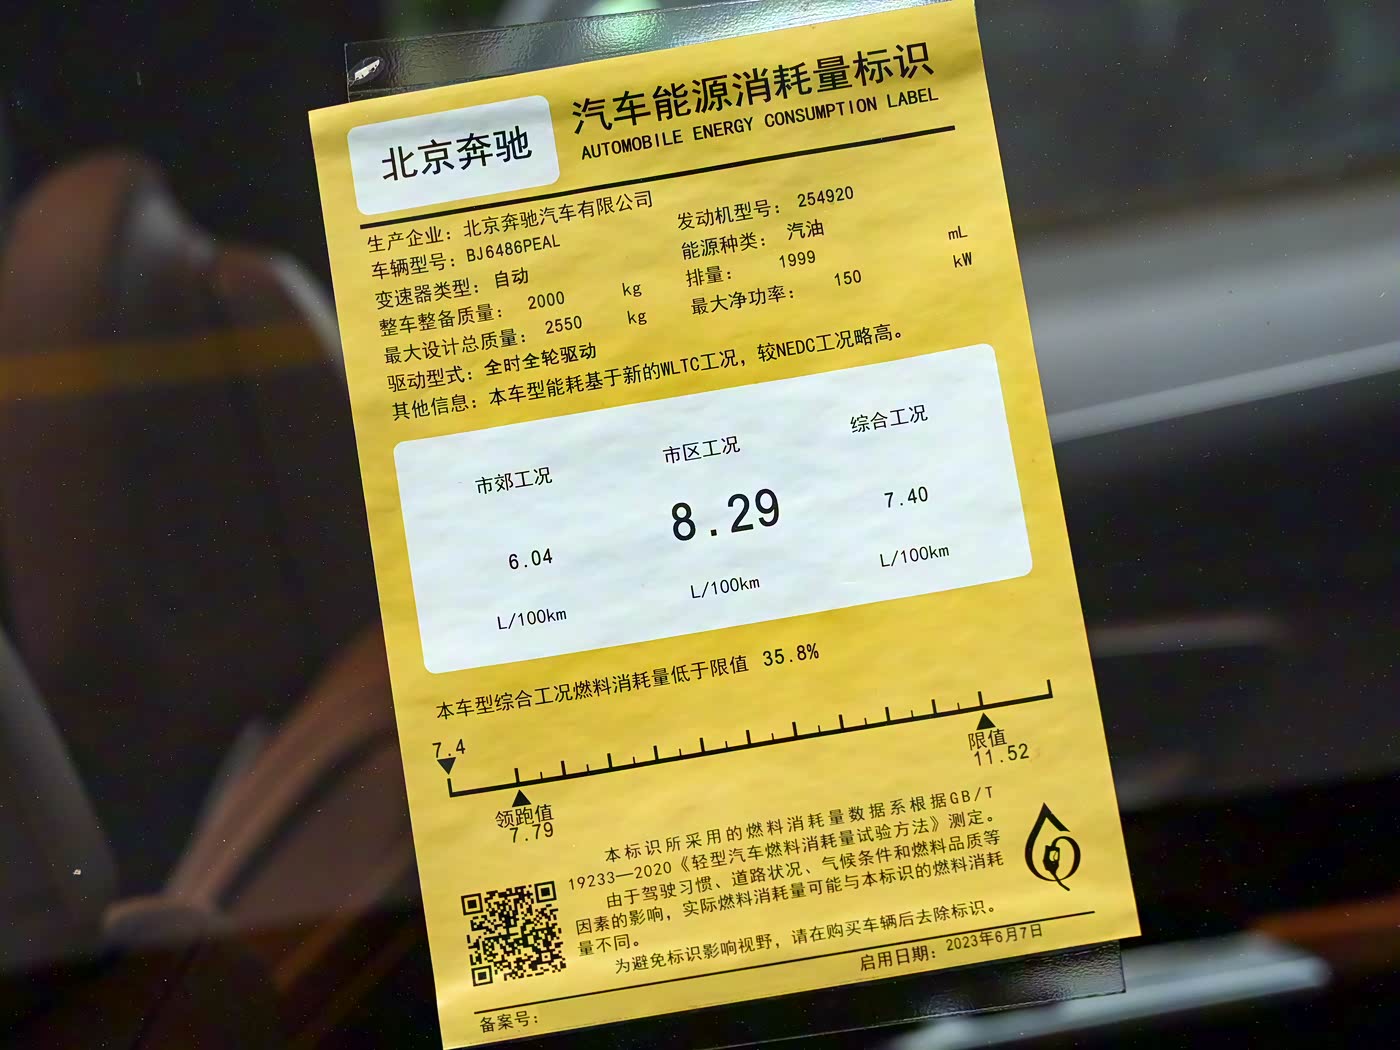 北京奔驰
汽车能源消耗量标识
AUTOMOBILE ENERGY CONSUMPTION LABEL
生产企业：北京奔驰汽车有限公司
车辆型号：BJ6486PEAL
变速器类型：自动
整车整备质量： 2000 kg
最大设计总质量： 2550 kg
驱动型式：全时全轮驱动
其他信息：本车型能耗基于新的WLTC工况，较NEDC工况略高。
发动机型号： 254920
能源种类： 汽油
排量： 1999 mL
最大净功率： 150 kW
市郊工况
6.04
L/100km
市区工况
8.29
L/100km
综合工况
7.40
L/100km
本车型综合工况燃料消耗量低于限值 35.8%
7.4
领跑值
7.79
限值
11.52
本标识所采用的燃料消耗量数据系根据GB/T
19233—2020《轻型汽车燃料消耗量试验方法》测定。
由于驾驶习惯、道路状况、气候条件和燃料品质等
因素的影响，实际燃料消耗量可能与本标识的燃料消耗
量不同。
为避免标识影响视野，请在购买车辆后去除标识。
启用日期：2023年6月7日
备案号：